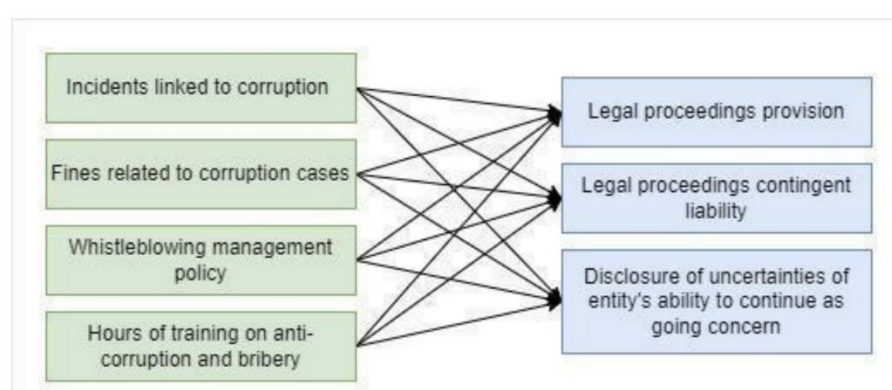 Incidents linked to corruption
Fines related to corruption cases
Whistleblowing management
policy
Hours of training on anti-
corruption and bribery
Legal proceedings provision
Legal proceedings contingent
liability
Disclosure of uncertainties of
entity's ability to continue as
going concern